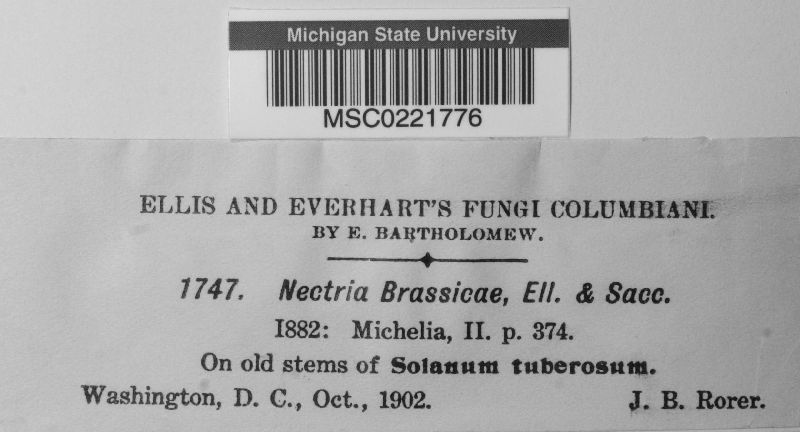 Michigan State University
MSC0221776
ELLIS AND EVERHART'S FUNGI COLUMBIANI.
BY E. BARTHOLOMEW.
1747. Nectria Brassicae, Ell. & Sacc.
1882: Michelia, II. p. 374.
On old stems of Solanum tuberosum.
Washington, D. C., Oct., 1902. J. B. Rorer.